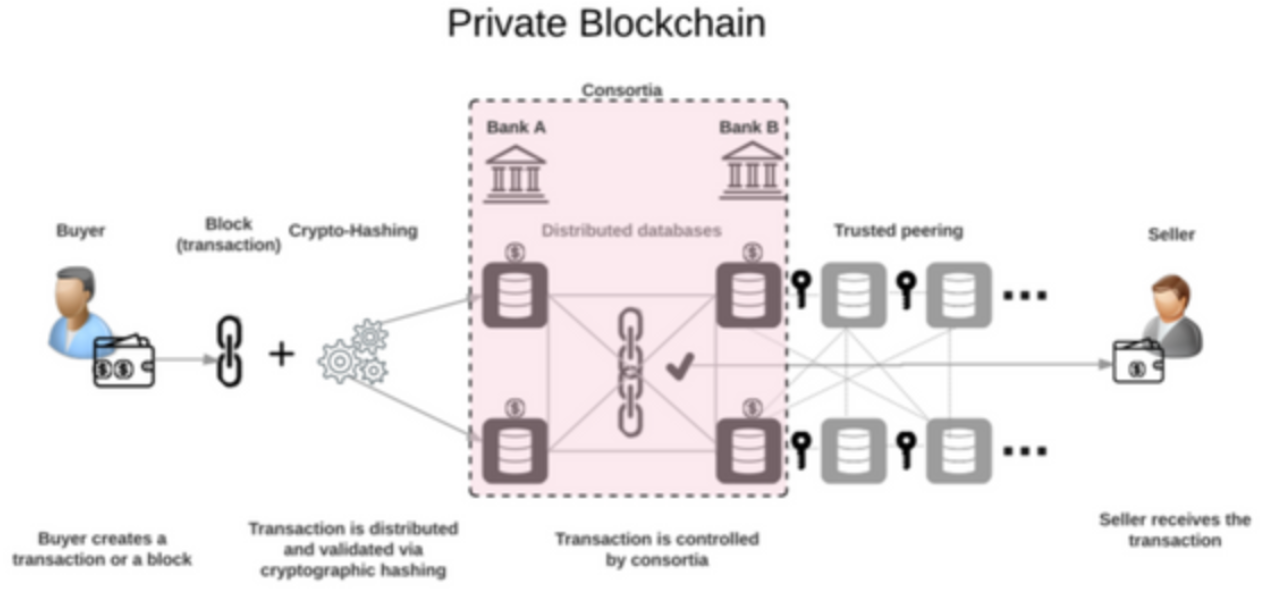 Private Blockchain
Consortia
Bank A
Bank B
Buyer
Block
(transaction)
Crypto-Hashing
Distributed databases
Trusted peering
Seller
$
$
$ $
$
$
$
Buyer creates a
transaction or a block
Transaction is distributed
and validated via
cryptographic hashing
Transaction is controlled
by consortia
Seller receives the
transaction